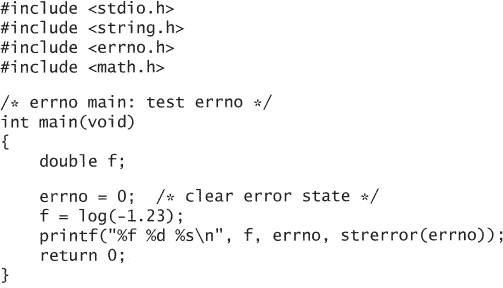 #include <stdio.h>
#include <string.h>
#include <errno.h>
#include <math.h>

/* errno main: test errno */
int main(void)
{
    double f;

    errno = 0;  /* clear error state */
    f = log(-1.23);
    printf("%f %d %s\n", f, errno, strerror(errno));
    return 0;
}